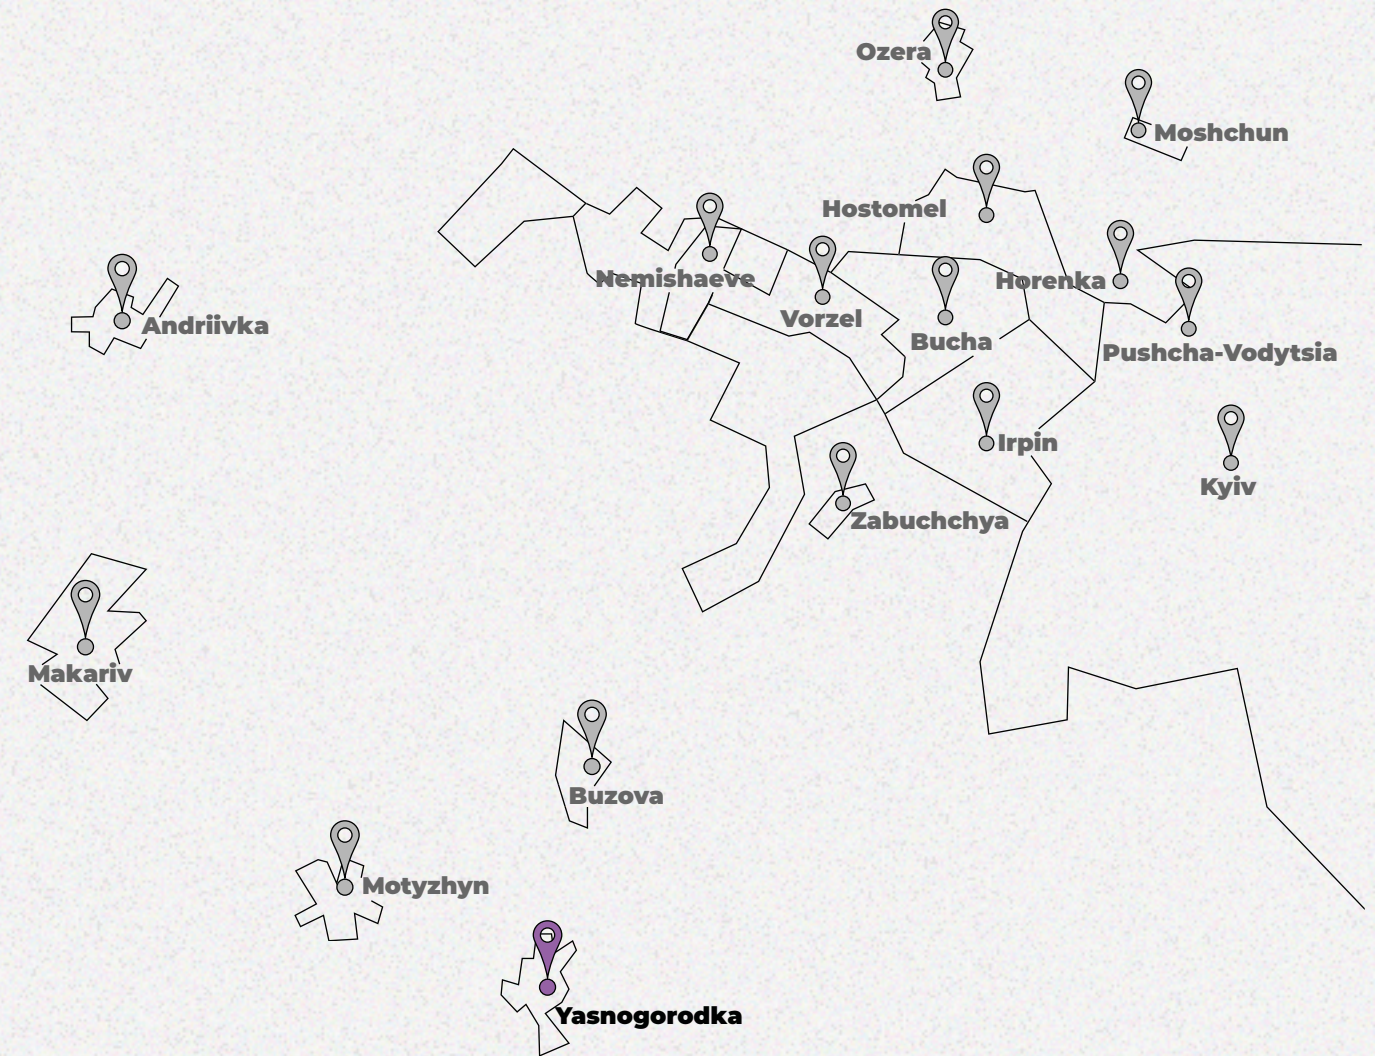 Ozera
Moshchun
Hostomel
Nemishaeve
Horenka
Andriivka
Vorzel
Bucha
Pushcha-Vodytsia
Irpin
Kyiv
Zabuchchya
Makariv
Buzova
Motyzhyn
Yasnogorodka